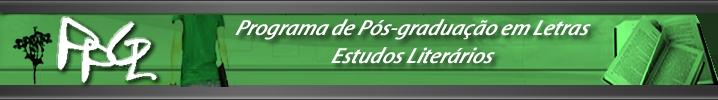 PPGL
Programa de Pós-graduação em Letras
Estudos Literários